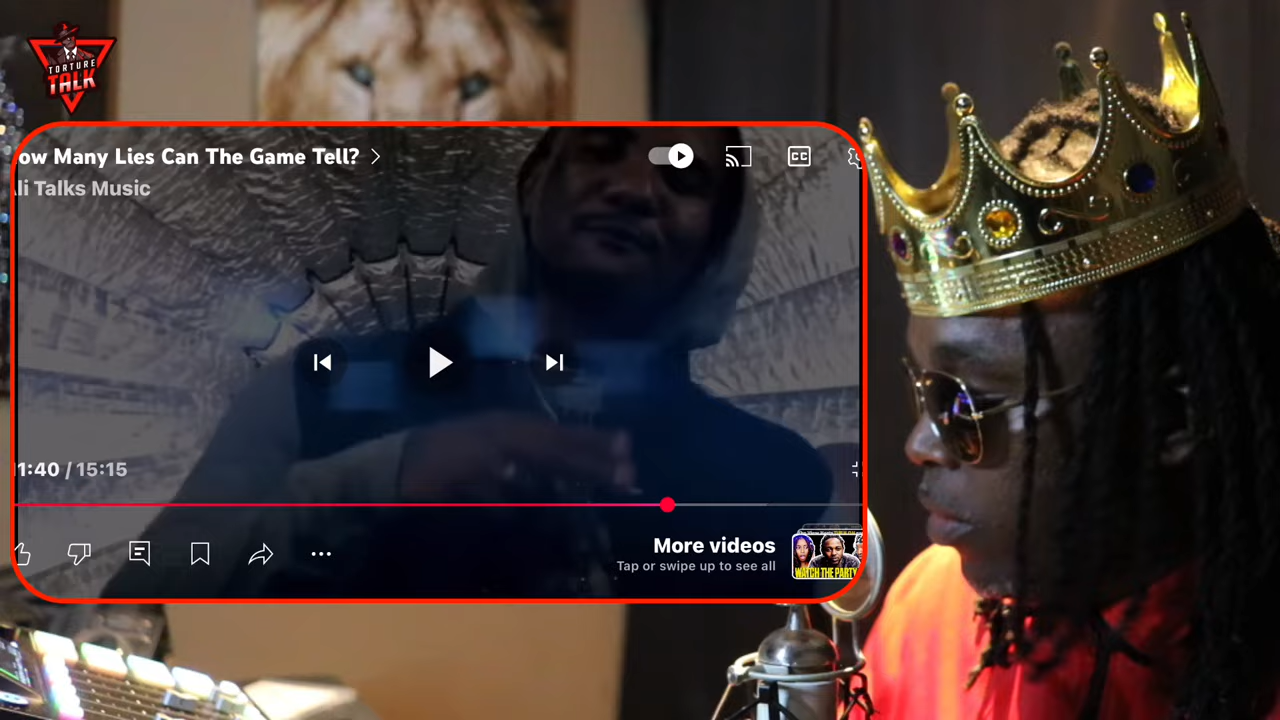 TORTURE
TALK
ow Many Lies Can The Game Tell?
li Talks Music
CC
1:40 / 15:15
More videos
Tap or swipe up to see all
WATCH THE PARTY